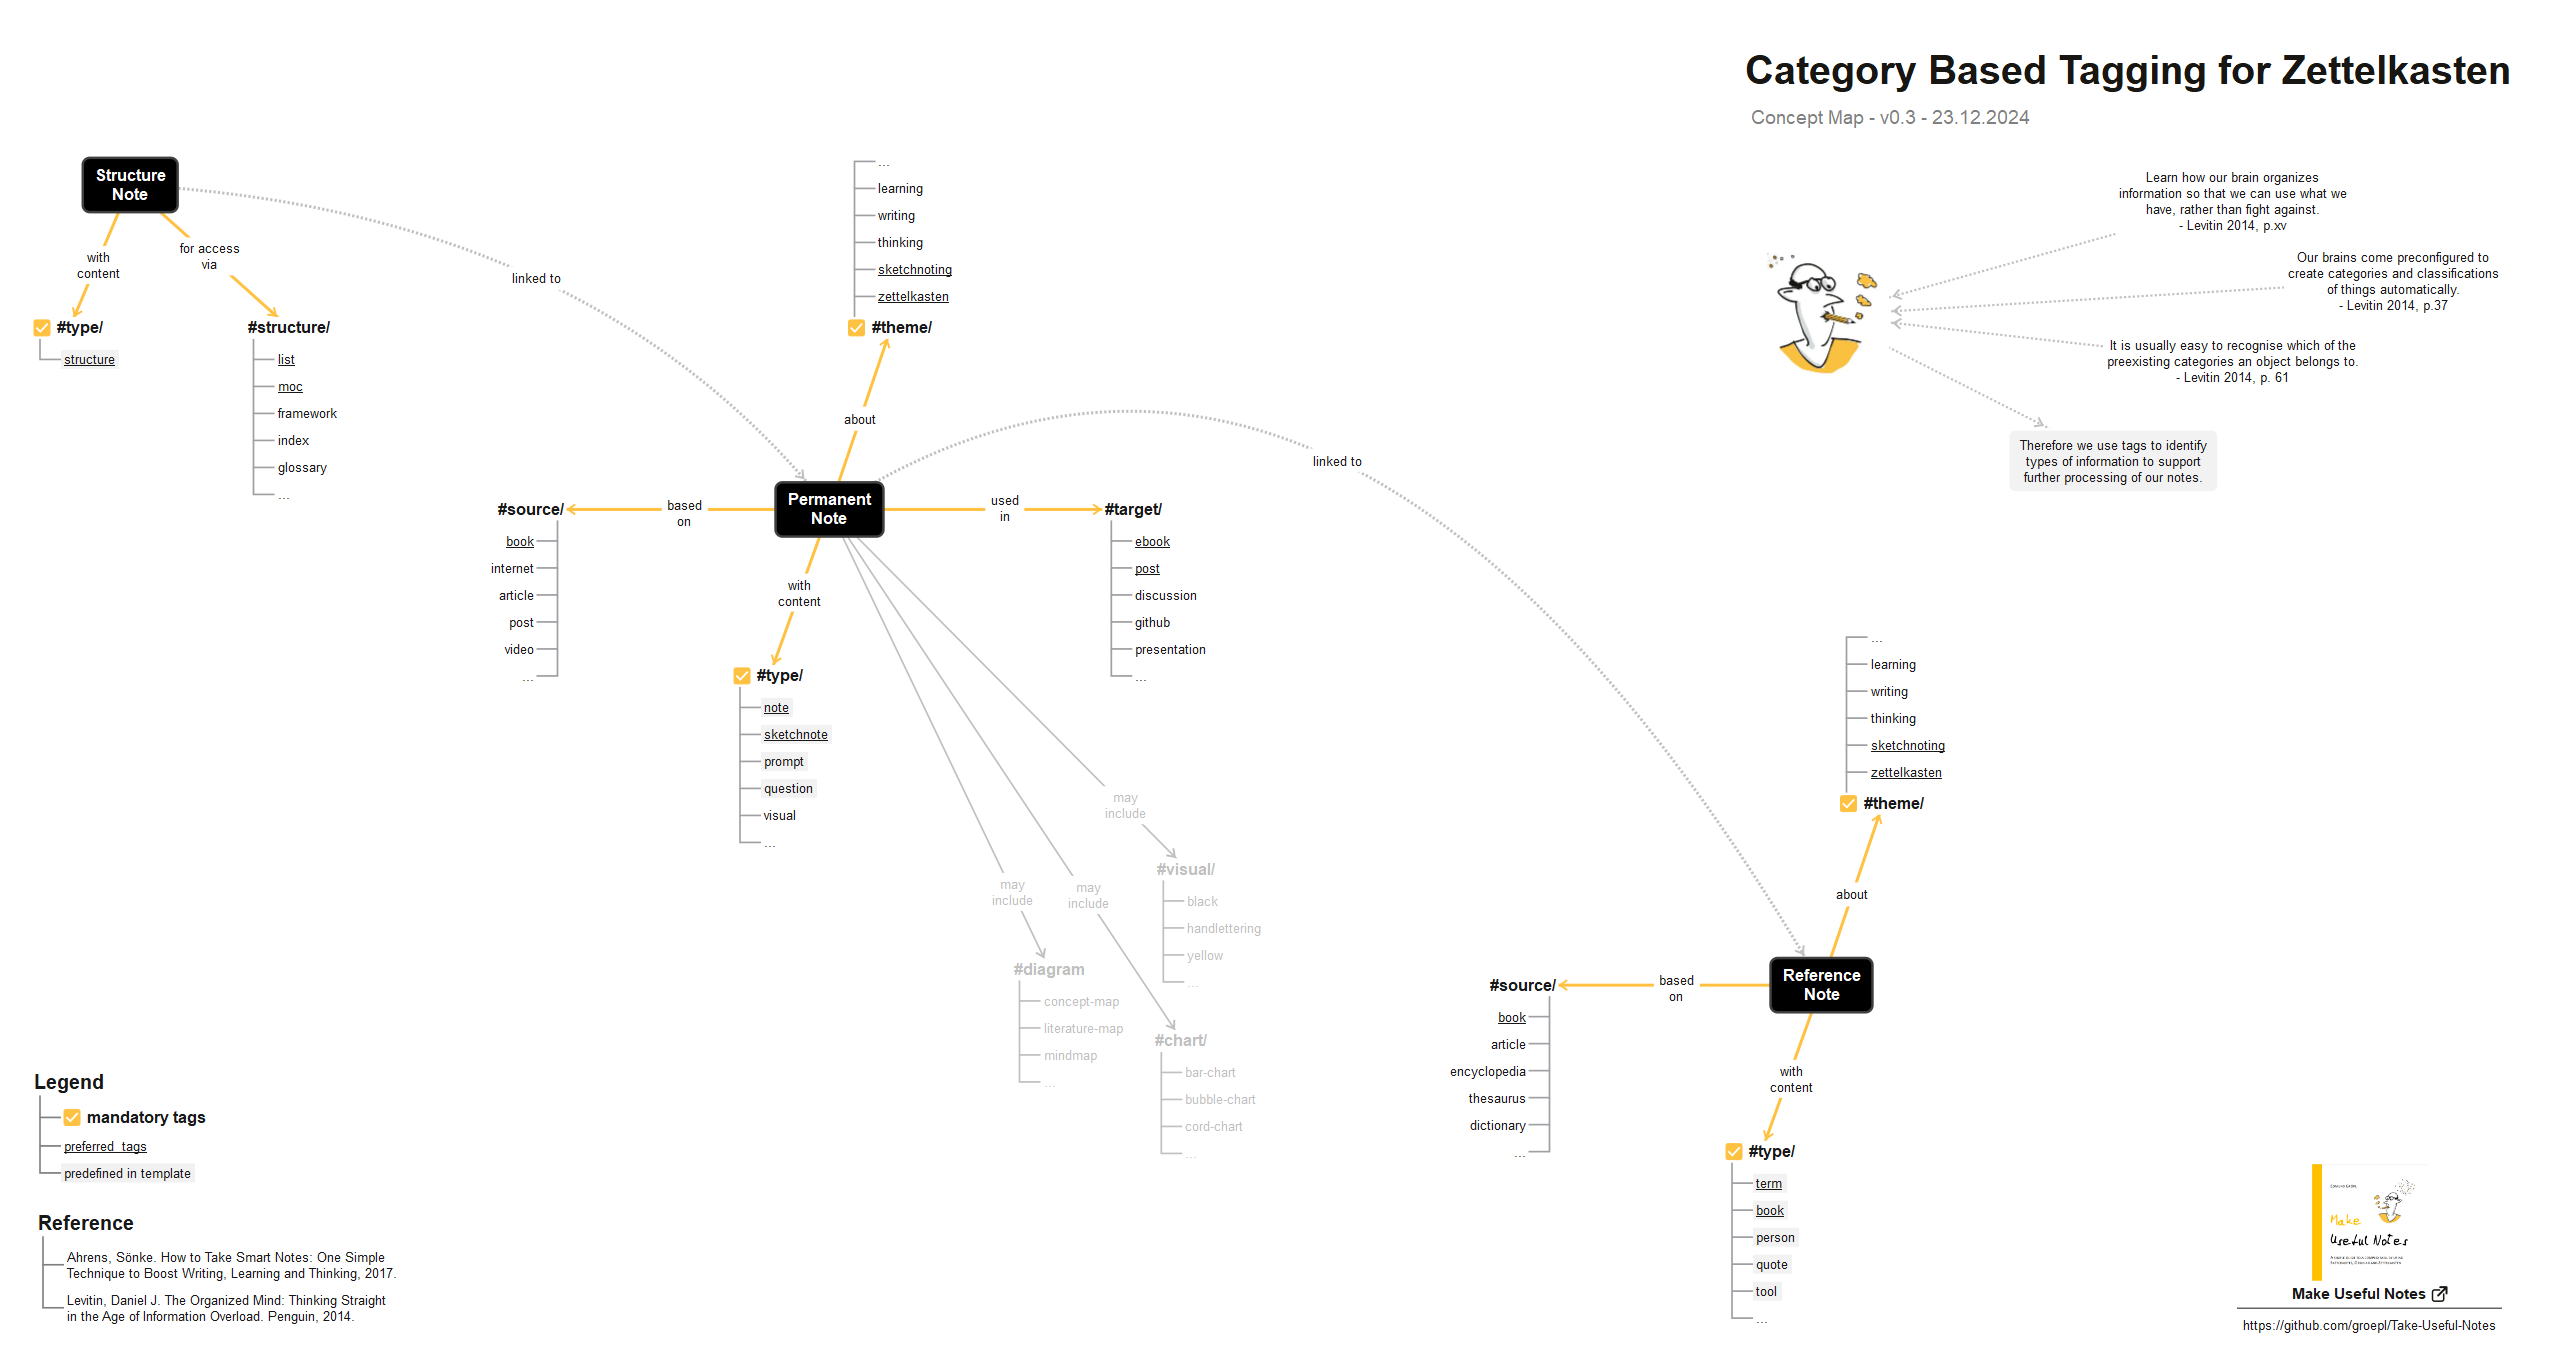 Category Based Tagging for Zettelkasten
Concept Map - v0.3 - 23.12.2024
Structure
Note
with
content
for access
via
#type/
structure
#structure/
list
moc
framework
index
glossary
...
linked to
...
learning
writing
thinking
sketchnoting
zettelkasten
#theme/
about
Permanent
Note
based
on
#source/
book
internet
article
post
video
...
used
in
#target/
ebook
post
discussion
github
presentation
...
with
content
#type/
note
sketchnote
prompt
question
visual
...
may
include
#diagram
concept-map
literature-map
mindmap
...
may
include
#chart/
bar-chart
bubble-chart
cord-chart
...
may
include
#visual/
black
handlettering
yellow
...
linked to
Learn how our brain organizes
information so that we can use what we
have, rather than fight against.
- Levitin 2014, p.xv
Our brains come preconfigured to
create categories and classifications
of things automatically.
- Levitin 2014, p.37
It is usually easy to recognise which of the
preexisting categories an object belongs to.
- Levitin 2014, p. 61
Therefore we use tags to identify
types of information to support
further processing of our notes.
...
learning
writing
thinking
sketchnoting
zettelkasten
#theme/
about
Reference
Note
based
on
#source/
book
article
encyclopedia
thesaurus
dictionary
...
with
content
#type/
term
book
person
quote
tool
...
Legend
mandatory tags
preferred tags
predefined in template
Reference
Ahrens, Sönke. How to Take Smart Notes: One Simple
Technique to Boost Writing, Learning and Thinking, 2017.
Levitin, Daniel J. The Organized Mind: Thinking Straight
in the Age of Information Overload. Penguin, 2014.
Make
Useful Notes
Make Useful Notes
https://github.com/groepl/Take-Useful-Notes